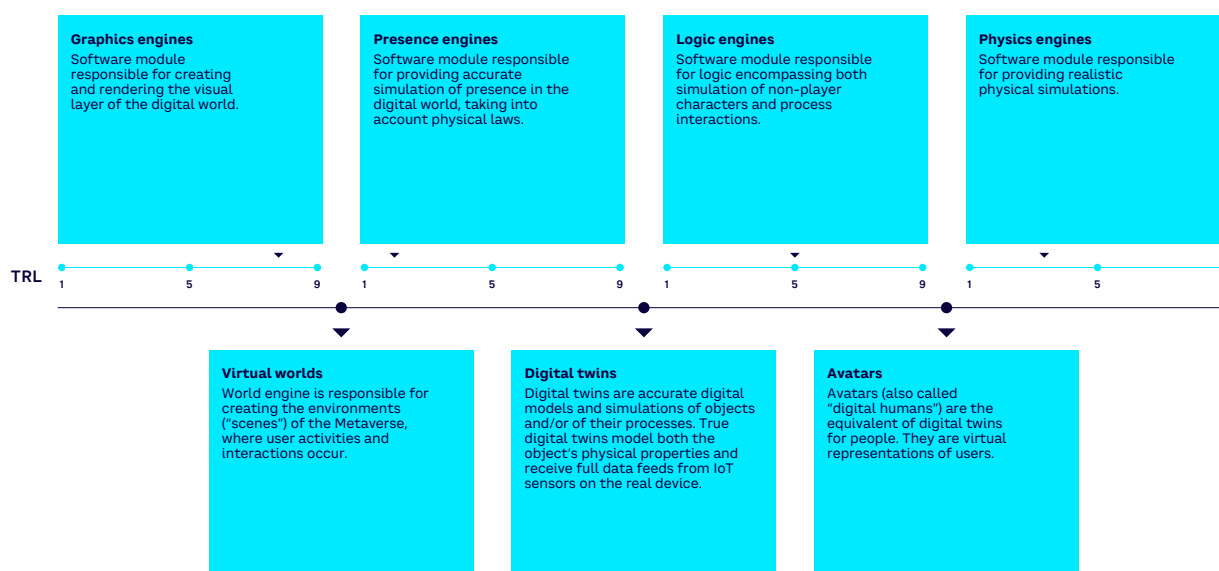 Graphics engines
Software module
responsible for creating
and rendering the visual
layer of the digital world.
Presence engines
Software module responsible
for providing accurate
simulation of presence in the
digital world, taking into
account physical laws.
Logic engines
Software module responsible
for logic encompassing both
simulation of non-player
characters and process
interactions.
Physics engines
Software module responsible
for providing realistic
physical simulations.
TRL
1 5 9 1 5 9 1 5 9 1 5
Virtual worlds
World engine is responsible for
creating the environments
(“scenes”) of the Metaverse,
where user activities and
interactions occur.
Digital twins
Digital twins are accurate digital
models and simulations of objects
and/or of their processes. True
digital twins model both the
object’s physical properties and
receive full data feeds from IoT
sensors on the real device.
Avatars
Avatars (also called
“digital humans”) are the
equivalent of digital twins
for people. They are virtual
representations of users.